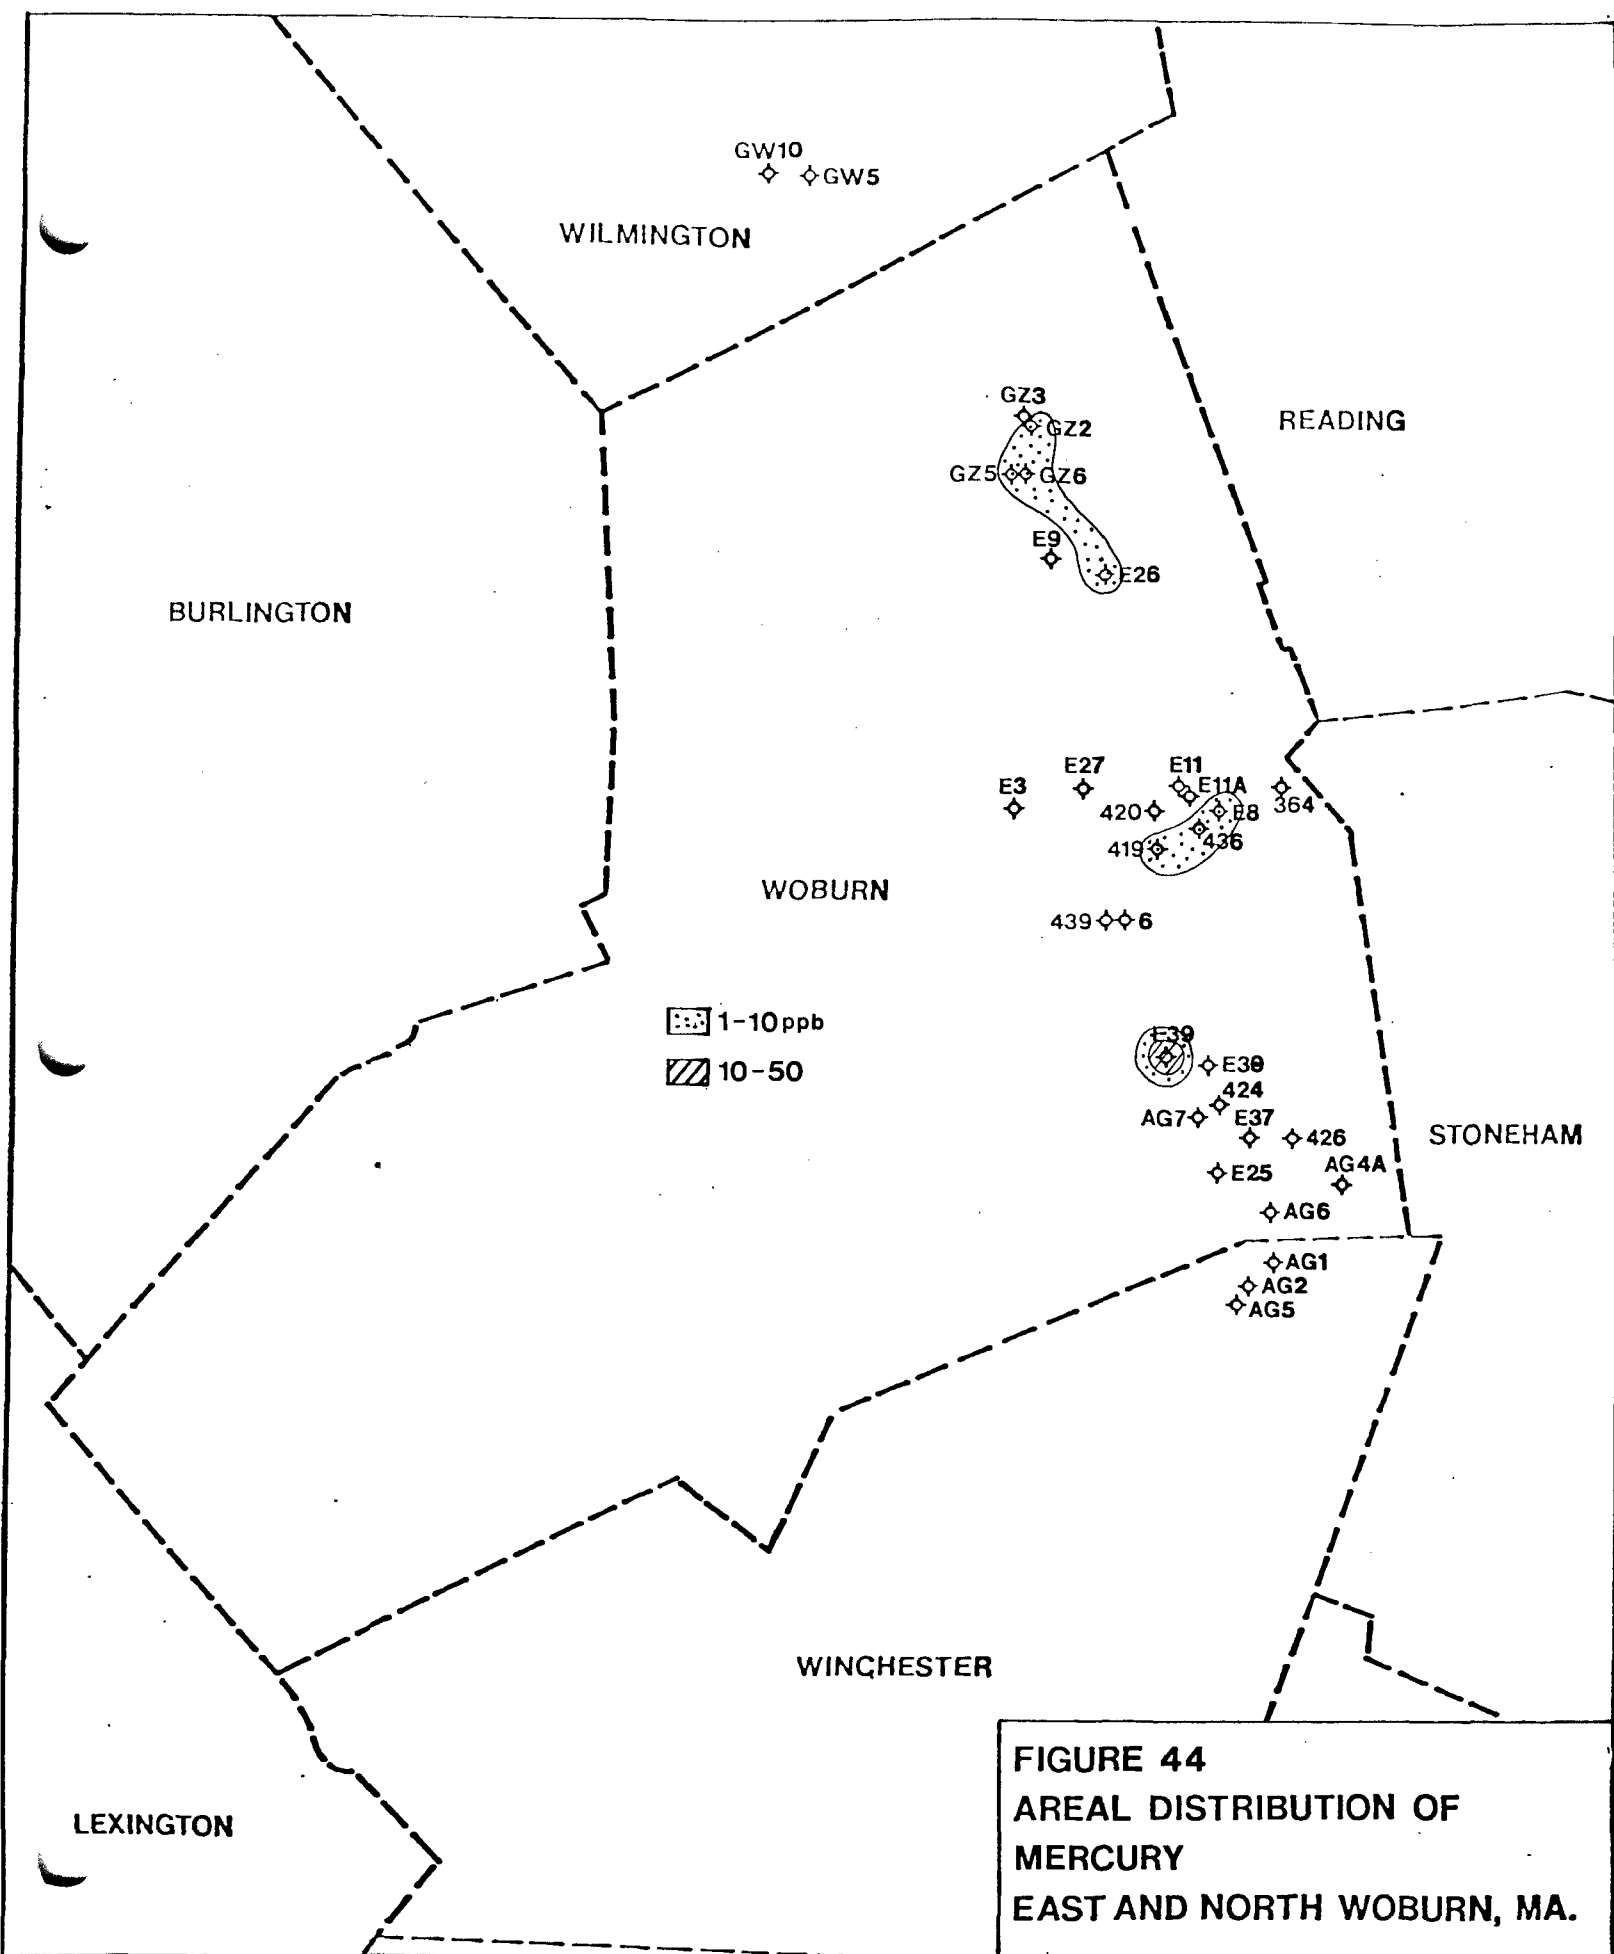 GW10
GW5
WILMINGTON
GZ3
GZ2
READING
GZ5
GZ6
E9
E26
BURLINGTON
E27
E11
E3
E11A
420
E8
364
436
419
WOBURN
439
6
1-10 ppb
E39
E38
10-50
424
AG7
E37
426
STONEHAM
AG4A
E25
AG6
AG1
AG2
AG5
WINCHESTER
FIGURE 44
AREAL DISTRIBUTION OF
LEXINGTON
MERCURY
EAST AND NORTH WOBURN, MA.